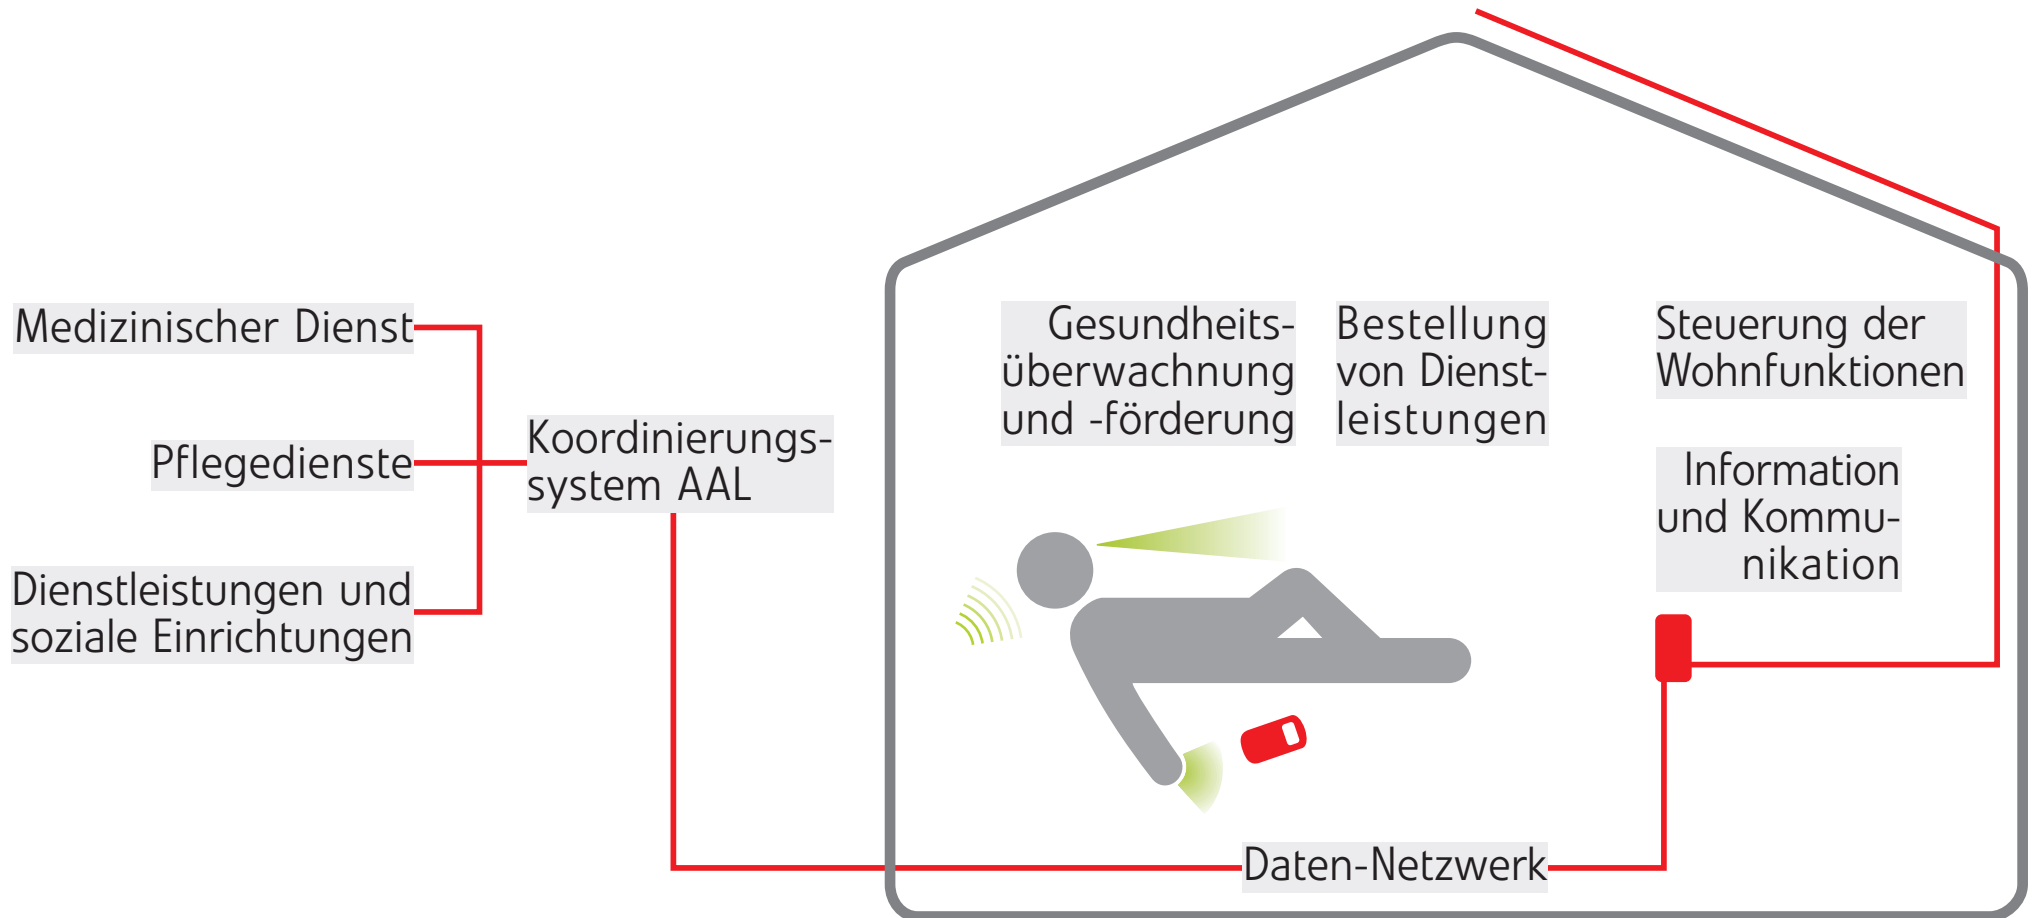 Medizinischer Dienst
Pflegedienste
Dienstleistungen und
soziale Einrichtungen
Koordinierungs-
system AAL
Gesundheits-
überwachnung
und -förderung
Bestellung
von Dienst-
leistungen
Steuerung der
Wohnfunktionen
Information
und Kommu-
nikation
Daten-Netzwerk